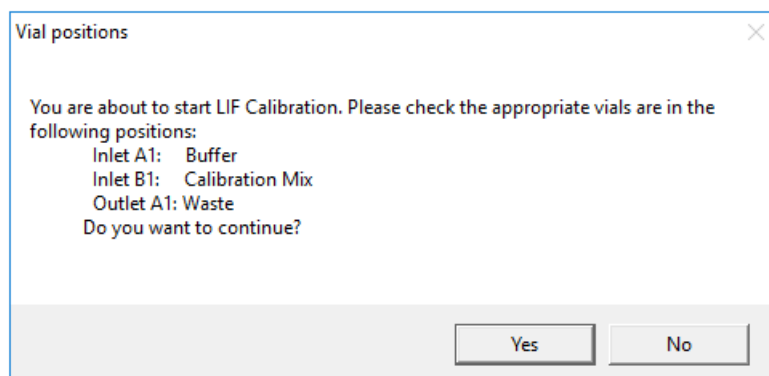 Vial positions
You are about to start LIF Calibration. Please check the appropriate vials are in the
following positions:
Inlet A1: Buffer
Inlet B1: Calibration Mix
Outlet A1: Waste
Do you want to continue?
Yes No